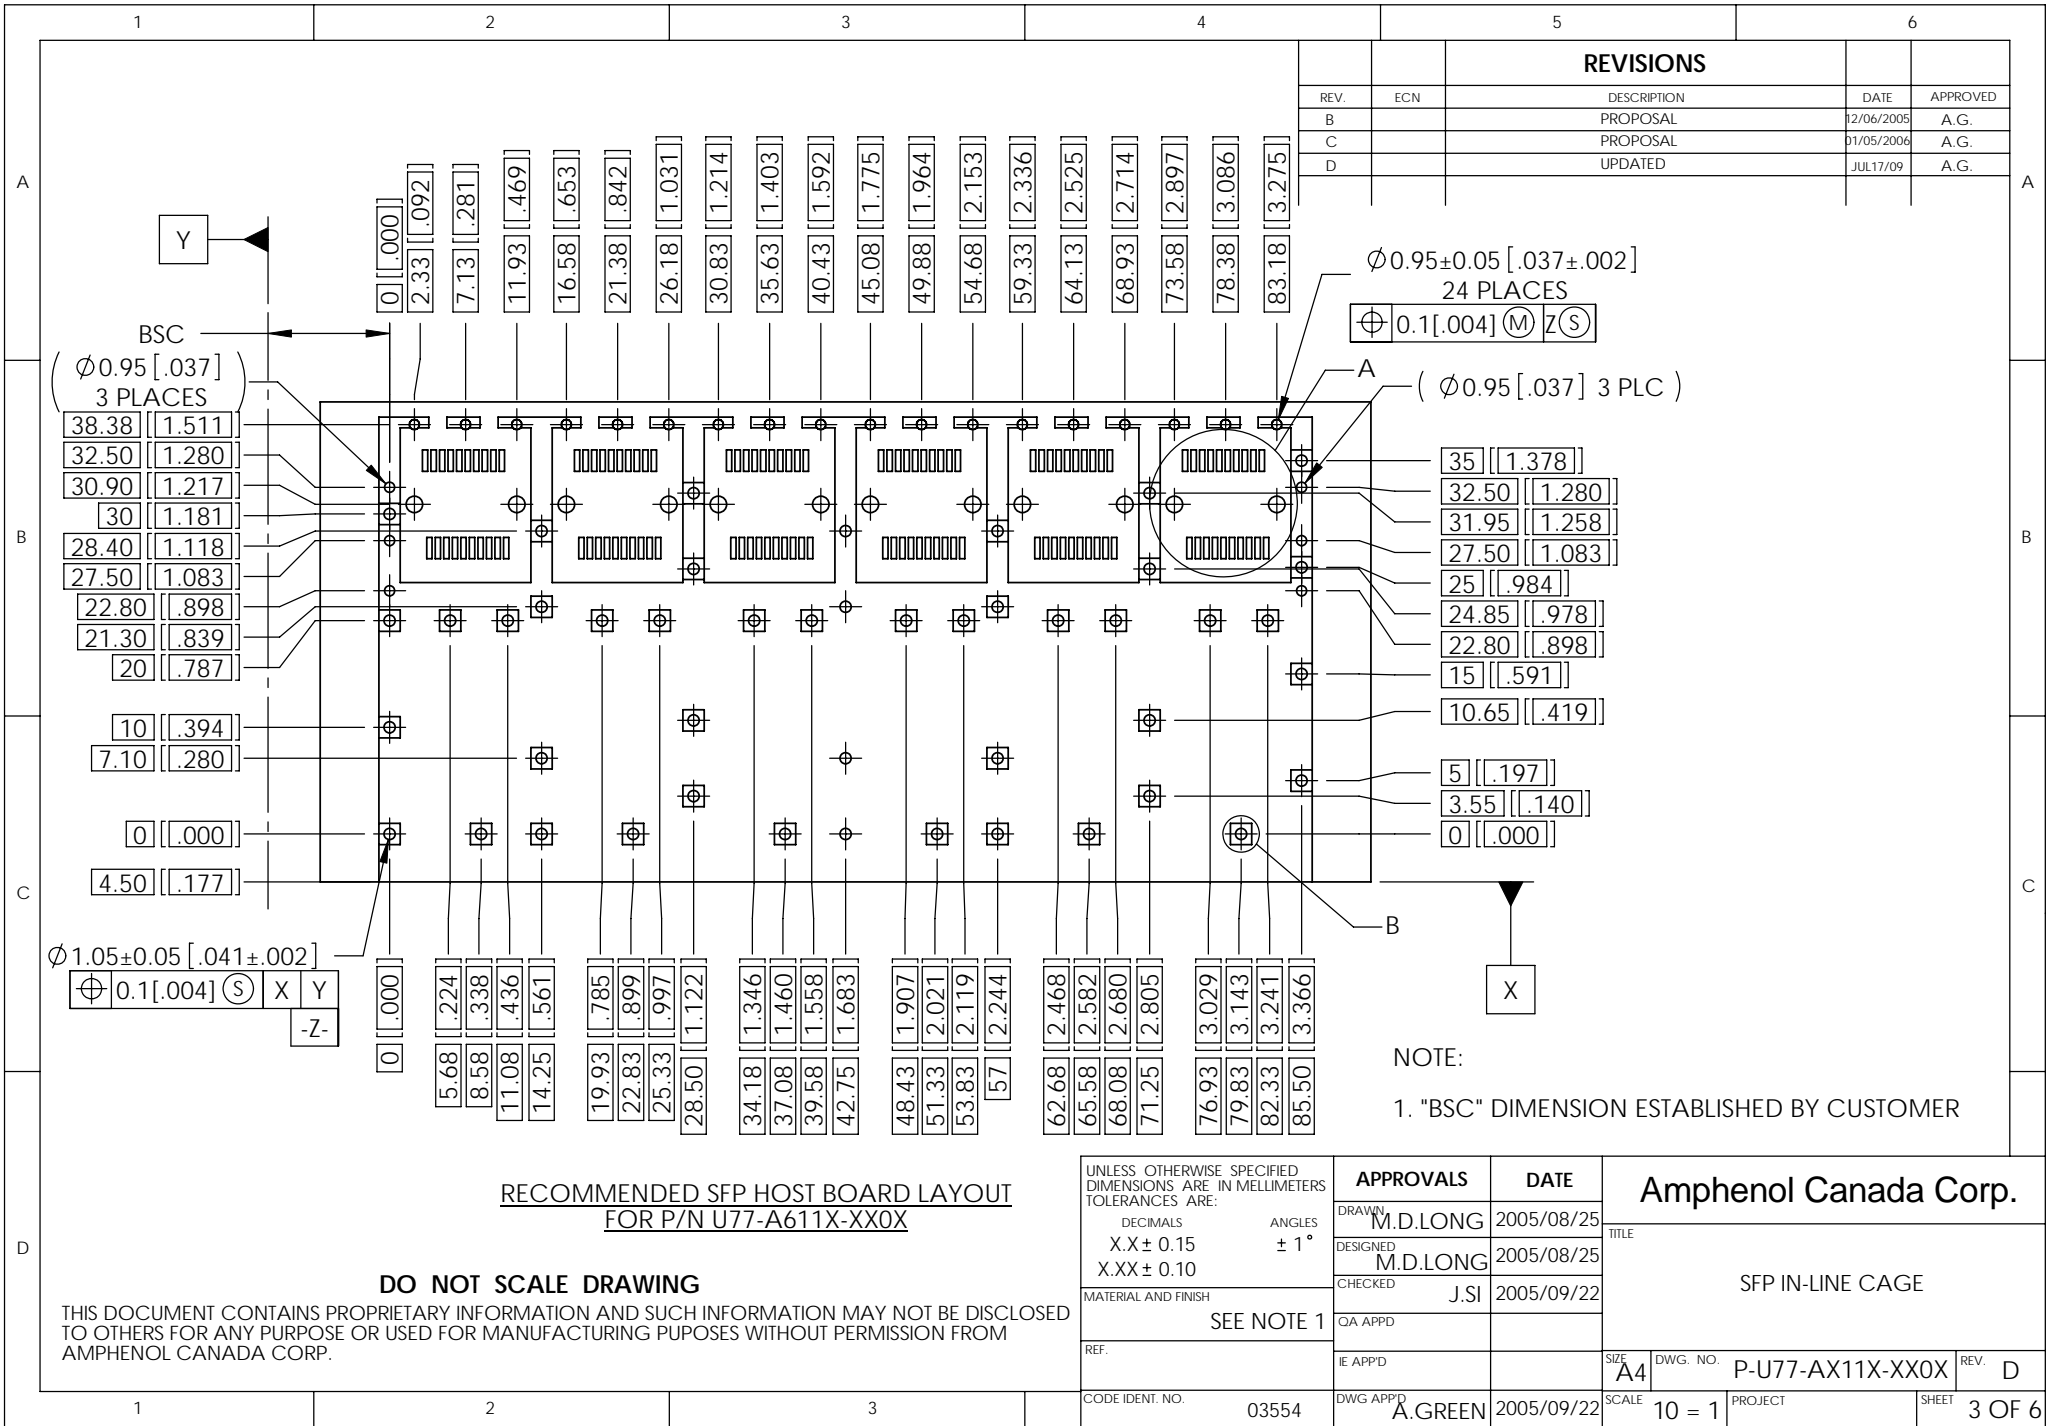 1 2 3 4 5 6
REVISIONS
REV. ECN DESCRIPTION DATE APPROVED
B PROPOSAL 12/06/2005 A.G.
C PROPOSAL 01/05/2006 A.G.
D UPDATED JUL17/09 A.G.
A
A
Y
0 [.000]
2.33 [.092]
7.13 [.281]
11.93 [.469]
16.58 [.653]
21.38 [.842]
26.18 [1.031]
30.83 [1.214]
35.63 [1.403]
40.43 [1.592]
45.08 [1.775]
49.88 [1.964]
54.68 [2.153]
59.33 [2.336]
64.13 [2.525]
68.93 [2.714]
73.58 [2.897]
78.38 [3.086]
83.18 [3.275]
Ø0.95±0.05 [.037±.002]
24 PLACES
⌖ 0.1[.004] Ⓜ Z Ⓢ
BSC
( Ø0.95 [.037]
3 PLACES )
A
( Ø0.95 [.037] 3 PLC )
38.38 [1.511]
32.50 [1.280]
30.90 [1.217]
30 [1.181]
28.40 [1.118]
27.50 [1.083]
22.80 [.898]
21.30 [.839]
20 [.787]
10 [.394]
7.10 [.280]
0 [.000]
4.50 [.177]
35 [1.378]
32.50 [1.280]
31.95 [1.258]
27.50 [1.083]
25 [.984]
24.85 [.978]
22.80 [.898]
15 [.591]
10.65 [.419]
5 [.197]
3.55 [.140]
0 [.000]
B
B
C
C
B
X
Ø1.05±0.05 [.041±.002]
⌖ 0.1[.004] Ⓢ X Y
-Z-
0 [.000]
5.68 [.224]
8.58 [.338]
11.08 [.436]
14.25 [.561]
19.93 [.785]
22.83 [.899]
25.33 [.997]
28.50 [1.122]
34.18 [1.346]
37.08 [1.460]
39.58 [1.558]
42.75 [1.683]
48.43 [1.907]
51.33 [2.021]
53.83 [2.119]
57 [2.244]
62.68 [2.468]
65.58 [2.582]
68.08 [2.680]
71.25 [2.805]
76.93 [3.029]
79.83 [3.143]
82.33 [3.241]
85.50 [3.366]
NOTE:
1. "BSC" DIMENSION ESTABLISHED BY CUSTOMER
RECOMMENDED SFP HOST BOARD LAYOUT
FOR P/N U77-A611X-XX0X
D
DO NOT SCALE DRAWING
THIS DOCUMENT CONTAINS PROPRIETARY INFORMATION AND SUCH INFORMATION MAY NOT BE DISCLOSED
TO OTHERS FOR ANY PURPOSE OR USED FOR MANUFACTURING PUPOSES WITHOUT PERMISSION FROM
AMPHENOL CANADA CORP.
UNLESS OTHERWISE SPECIFIED
DIMENSIONS ARE IN MELLIMETERS
TOLERANCES ARE:
DECIMALS ANGLES
X.X ± 0.15 ± 1°
X.XX ± 0.10
MATERIAL AND FINISH
SEE NOTE 1
REF.
CODE IDENT. NO. 03554
APPROVALS DATE
DRAWN M.D.LONG 2005/08/25
DESIGNED M.D.LONG 2005/08/25
CHECKED J.SI 2005/09/22
QA APPD
IE APP'D
DWG APP'D A.GREEN 2005/09/22
Amphenol Canada Corp.
TITLE
SFP IN-LINE CAGE
SIZE A4 DWG. NO. P-U77-AX11X-XX0X REV. D
SCALE 10 = 1 PROJECT SHEET 3 OF 6
1 2 3